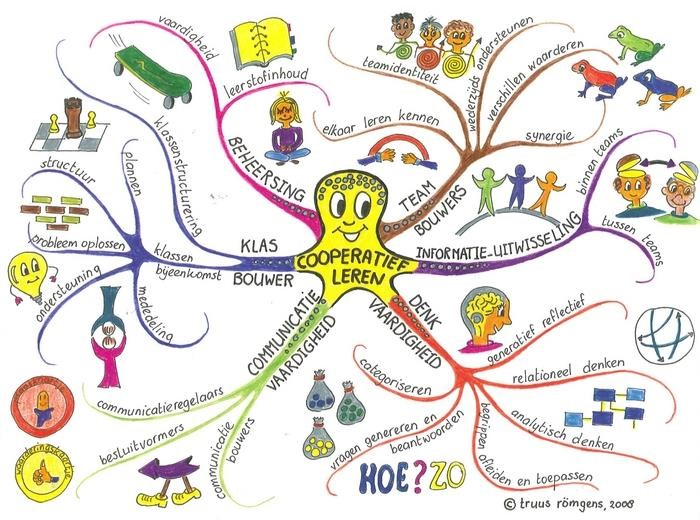 COOPERATIEF
LEREN
BEHEERSING
vaardigheid
leerstofinhoud
TEAM
BOUWERS
teamidentiteit
elkaar leren kennen
wederzijds ondersteunen
verschillen waarderen
synergie
INFORMATIE-UITWISSELING
binnen teams
tussen teams
DENK
VAARDIGHEID
generatief reflectief
relationeel denken
analytisch denken
begrippen afleiden en toepassen
vragen genereren en
beantwoorden
categoriseren
HOE?ZO
COMMUNICATIE
VAARDIGHEID
communicatieregelaars
besluitvormers
communicatie
bouwers
KLAS
BOUWER
klassenstructurering
klassen
bijeenkomst
plannen
structuur
probleem oplossen
ondersteuning
mededeling
© truus römgens, 2008